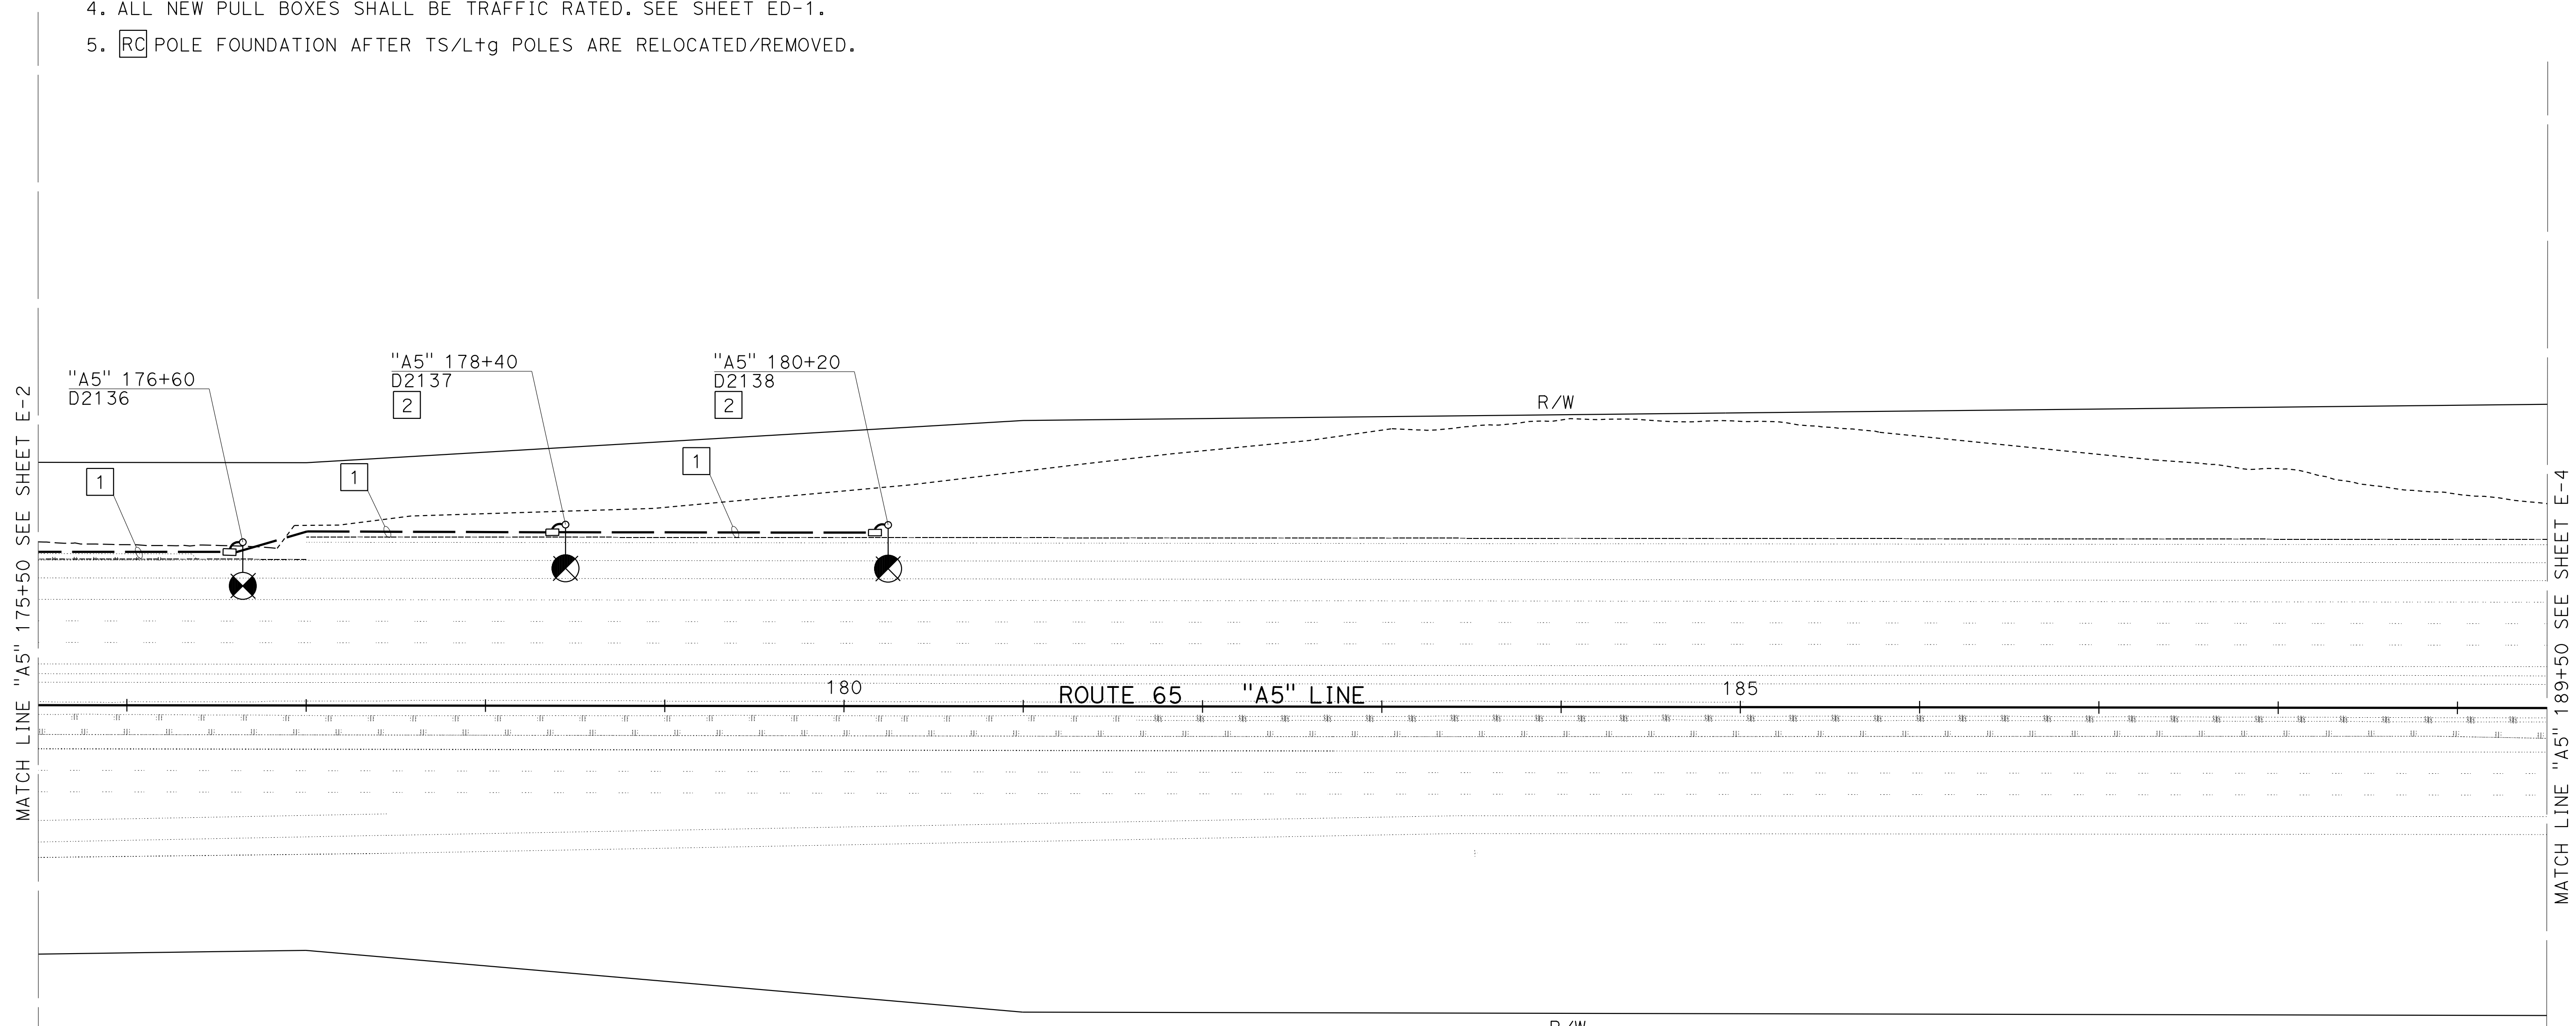 4. ALL NEW PULL BOXES SHALL BE TRAFFIC RATED. SEE SHEET ED-1.
5. RC POLE FOUNDATION AFTER TS/Ltg POLES ARE RELOCATED/REMOVED.
"A5" 176+60
D2136
"A5" 178+40
D2137
2
"A5" 180+20
D2138
2
R/W
1
1
1
MATCH LINE "A5" 175+50 SEE SHEET E-2
MATCH LINE "A5" 189+50 SEE SHEET E-4
180
ROUTE 65 "A5" LINE
185
R/W